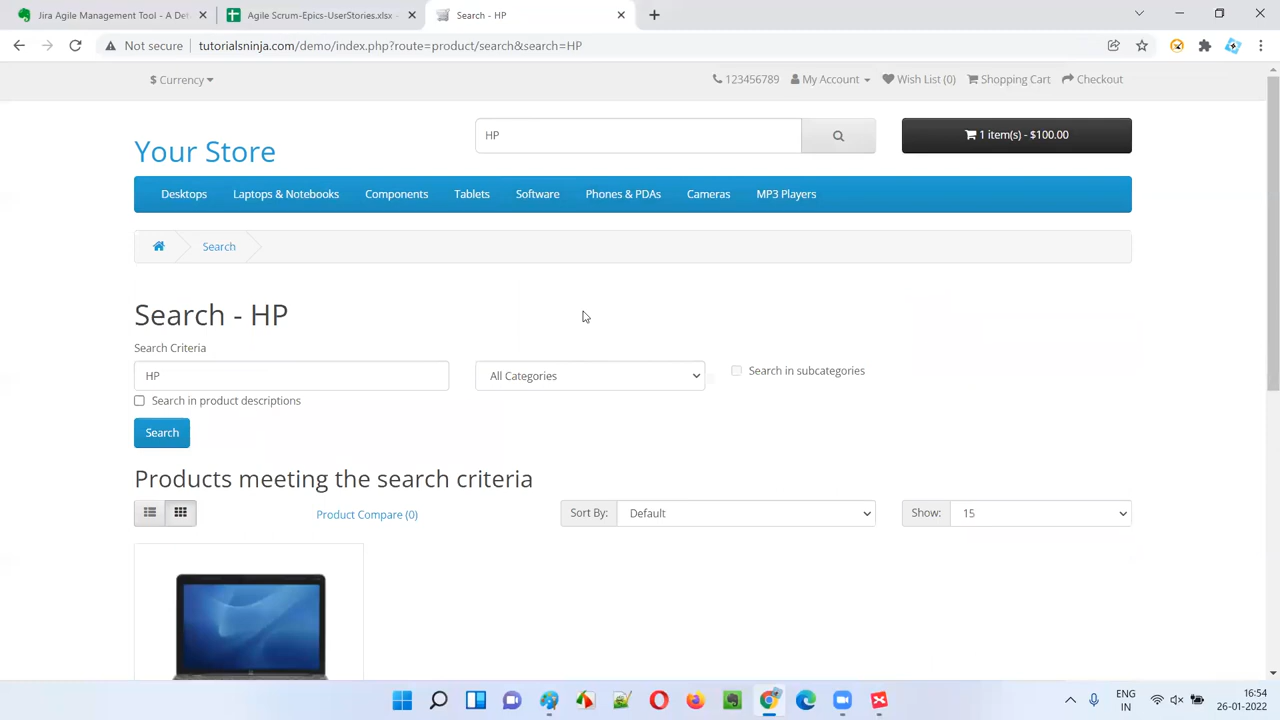 Jira Agile Management Tool - A De
Agile Scrum-Epics-UserStories.xlsx
Search - HP
Not secure
tutorialsninja.com/demo/index.php?route=product/search&search=HP
$ Currency
123456789
My Account
Wish List (0)
Shopping Cart
Checkout
Your Store
HP
1 item(s) - $100.00
Desktops
Laptops & Notebooks
Components
Tablets
Software
Phones & PDAs
Cameras
MP3 Players
Search
Search - HP
Search Criteria
HP
All Categories
Search in subcategories
Search in product descriptions
Search
Products meeting the search criteria
Product Compare (0)
Sort By:
Default
Show:
15
ENG
IN
16:54
26-01-2022